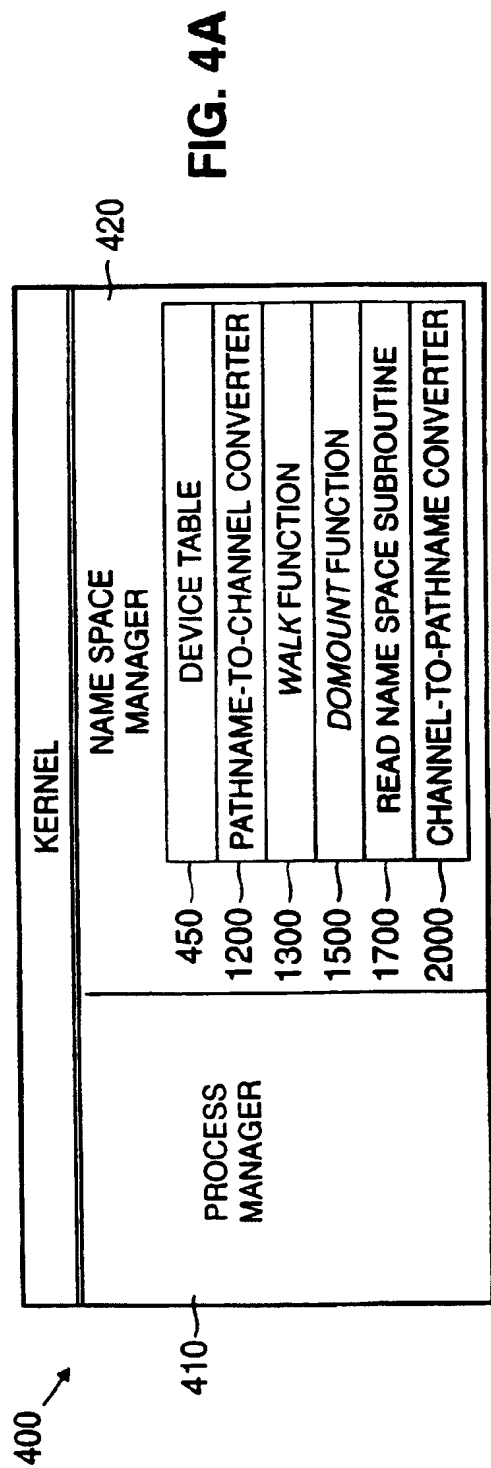 FIG. 4A
400
KERNEL
410
PROCESS
MANAGER
420
NAME SPACE
MANAGER
450
DEVICE TABLE
1200
PATHNAME-TO-CHANNEL CONVERTER
1300
WALK FUNCTION
1500
DOMOUNT FUNCTION
1700
READ NAME SPACE SUBROUTINE
2000
CHANNEL-TO-PATHNAME CONVERTER